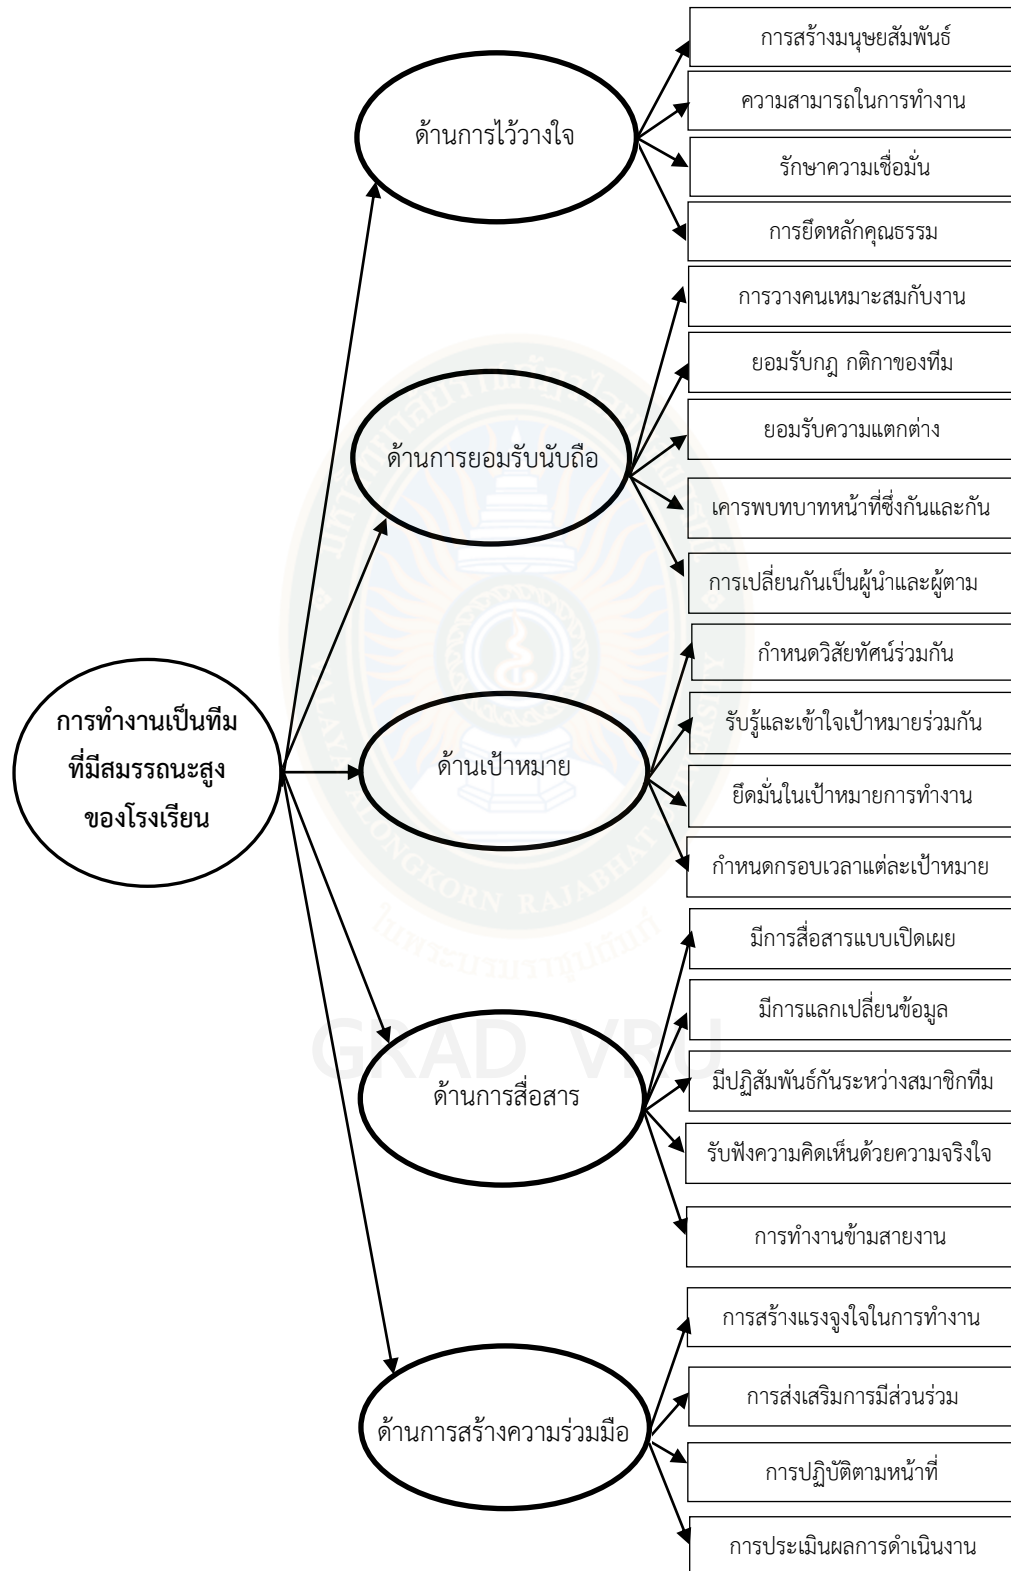 การสร้างมนุษยสัมพันธ์
ความสามารถในการทำงาน
ด้านการไว้วางใจ
รักษาความเชื่อมั่น
การยึดหลักคุณธรรม
การวางคนเหมาะสมกับงาน
ยอมรับกฎ กติกาของทีม
ยอมรับความแตกต่าง
ด้านการยอมรับนับถือ
เคารพบทบาทหน้าที่ซึ่งกันและกัน
การเปลี่ยนกันเป็นผู้นำและผู้ตาม
กำหนดวิสัยทัศน์ร่วมกัน
การทำงานเป็นทีม
ที่มีสมรรถนะสูง
ของโรงเรียน
รับรู้และเข้าใจเป้าหมายร่วมกัน
ด้านเป้าหมาย
ยึดมั่นในเป้าหมายการทำงาน
กำหนดกรอบเวลาแต่ละเป้าหมาย
มีการสื่อสารแบบเปิดเผย
มีการแลกเปลี่ยนข้อมูล
GRAD VRU
มีปฏิสัมพันธ์กันระหว่างสมาชิกทีม
ด้านการสื่อสาร
รับฟังความคิดเห็นด้วยความจริงใจ
การทำงานข้ามสายงาน
การสร้างแรงจูงใจในการทำงาน
การส่งเสริมการมีส่วนร่วม
ด้านการสร้างความร่วมมือ
การปฏิบัติตามหน้าที่
การประเมินผลการดำเนินงาน